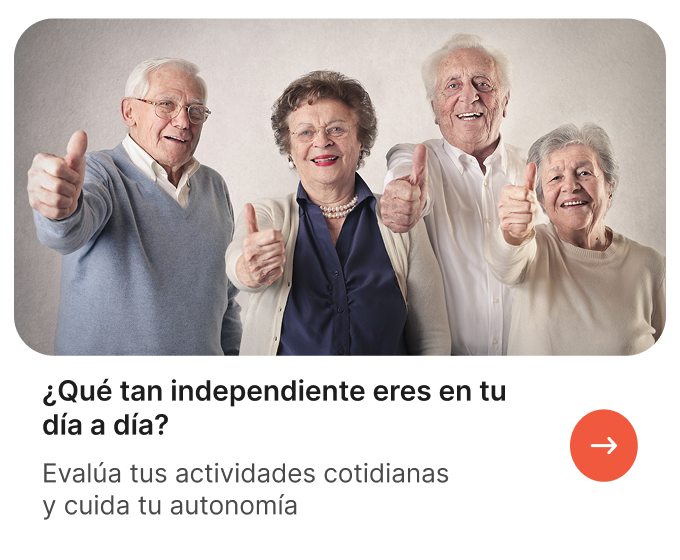 ¿Qué tan independiente eres en tu
día a día?
Evalúa tus actividades cotidianas
y cuida tu autonomía